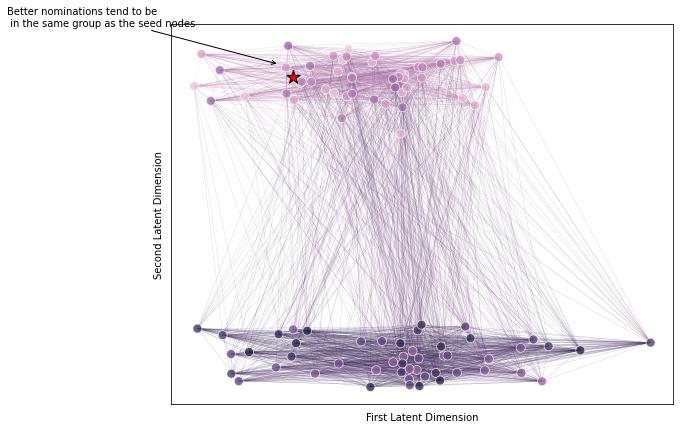 Better nominations tend to be
in the same group as the seed nodes
Second Latent Dimension
First Latent Dimension